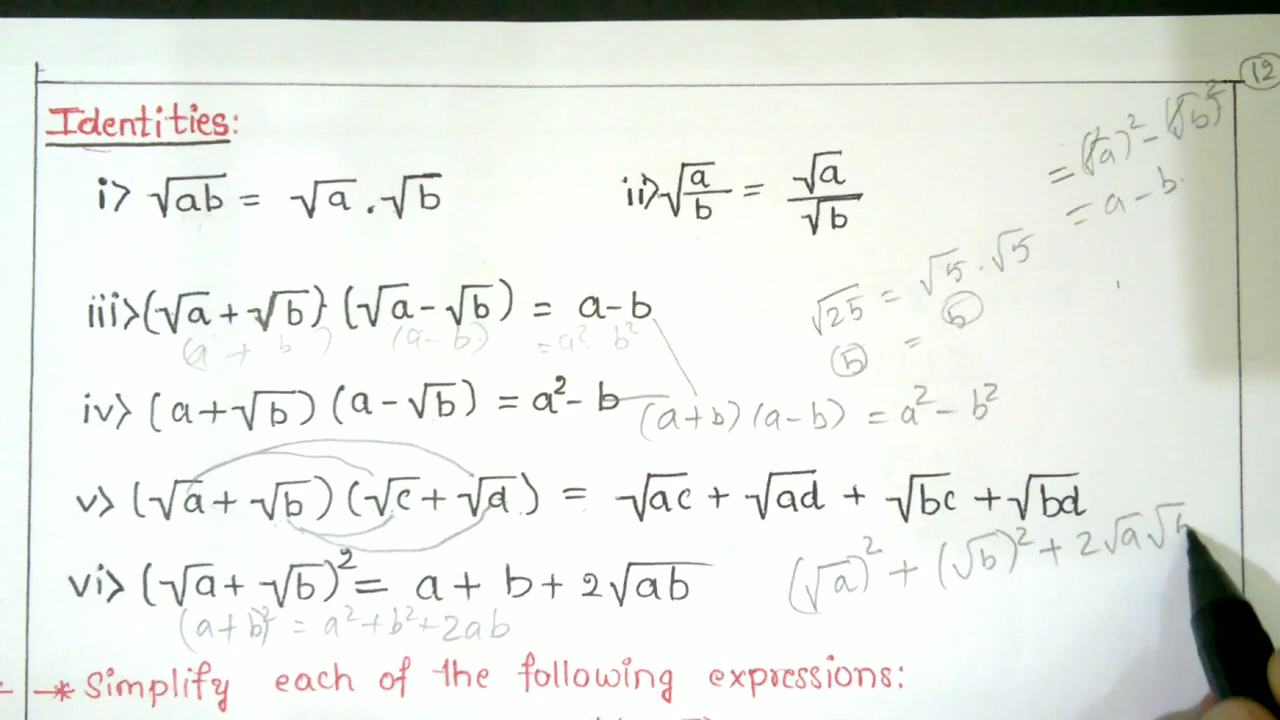 12
Identities:
i> √ab = √a . √b
ii> √(a/b) = √a/√b
= (√a)² - (√b)²
= a - b.
√25 = √5 . √5
5 = 5
iii> (√a + √b) (√a - √b) = a - b
(a + b) (a - b) = a² b²
iv> (a + √b) (a - √b) = a² - b
(a+b) (a-b) = a² - b²
v> (√a + √b) (√c + √d) = √ac + √ad + √bc + √bd
(√a)² + (√b)² + 2√a√b
vi> (√a + √b)² = a + b + 2√ab
(a+b)² = a²+b²+2ab
→* Simplify each of the following expressions: